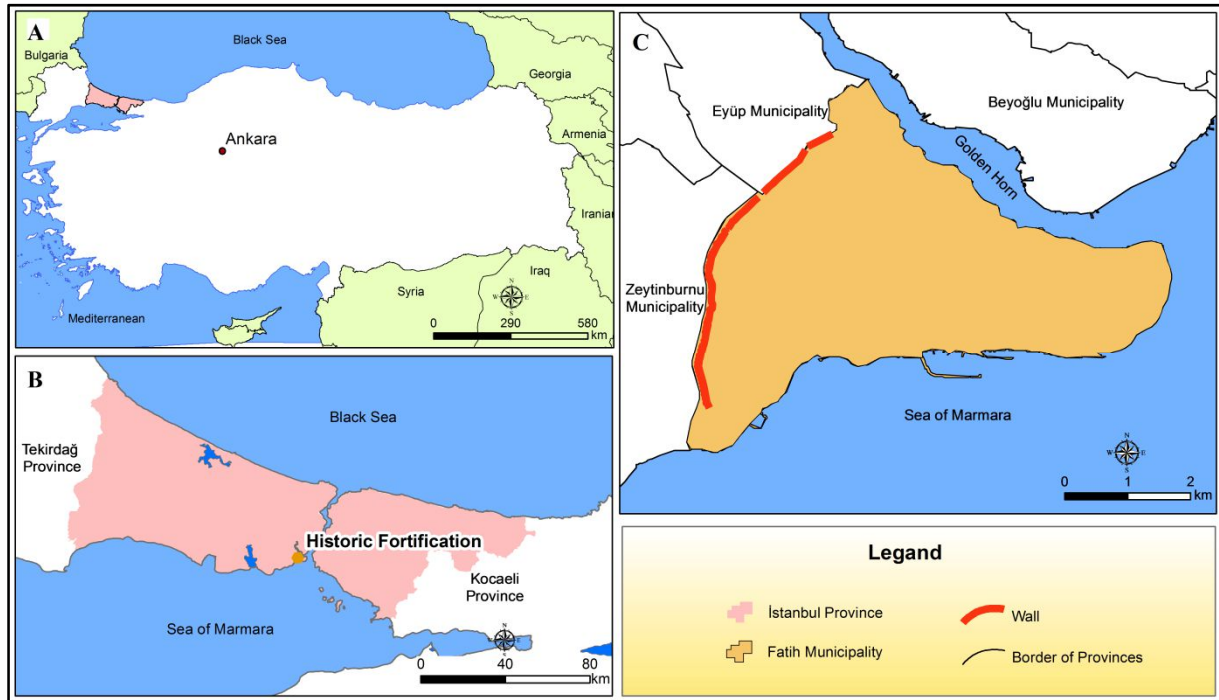 A
Bulgaria
Black Sea
Georgia
Armenia
Iranian
Ankara
Iraq
Syria
Mediterranean
N
W E
S
0 290 580
km
B
Black Sea
Tekirdağ
Province
Historic Fortification
Kocaeli
Province
Sea of Marmara
N
W E
S
0 40 80
km
C
Eyüp Municipality
Beyoğlu Municipality
Golden Horn
Zeytinburnu
Municipality
Sea of Marmara
N
W E
S
0 1 2
km
Legand
İstanbul Province
Wall
Fatih Municipality
Border of Provinces